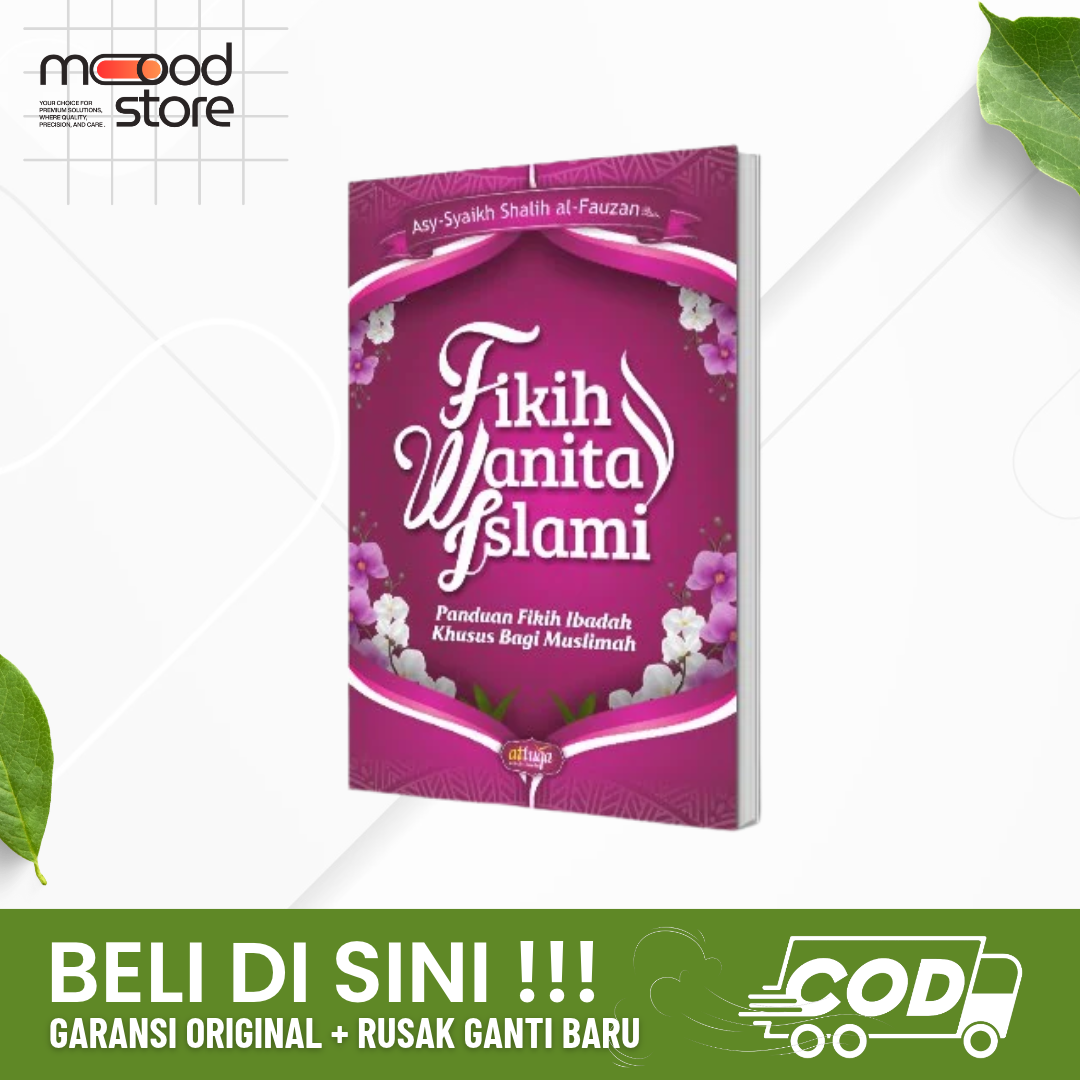 mood
store
YOUR CHOICE FOR
PREMIUM SOLUTIONS,
WHERE QUALITY,
PRECISION, AND CARE.
Asy-Syaikh Shalih al-Fauzan
Fikih
Wanita
Islami
Panduan Fikih Ibadah
Khusus Bagi Muslimah
attuqa
BELI DI SINI !!!
GARANSI ORIGINAL + RUSAK GANTI BARU
COD